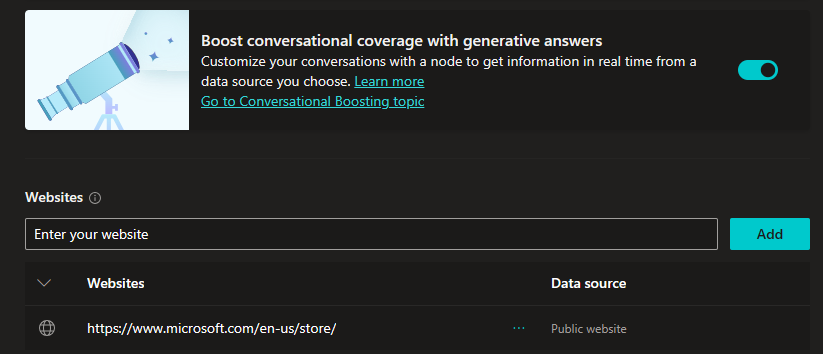 Boost conversational coverage with generative answers
Customize your conversations with a node to get information in real time from a
data source you choose. Learn more
Go to Conversational Boosting topic
Websites
Enter your website
Add
Websites
Data source
https://www.microsoft.com/en-us/store/
...
Public website